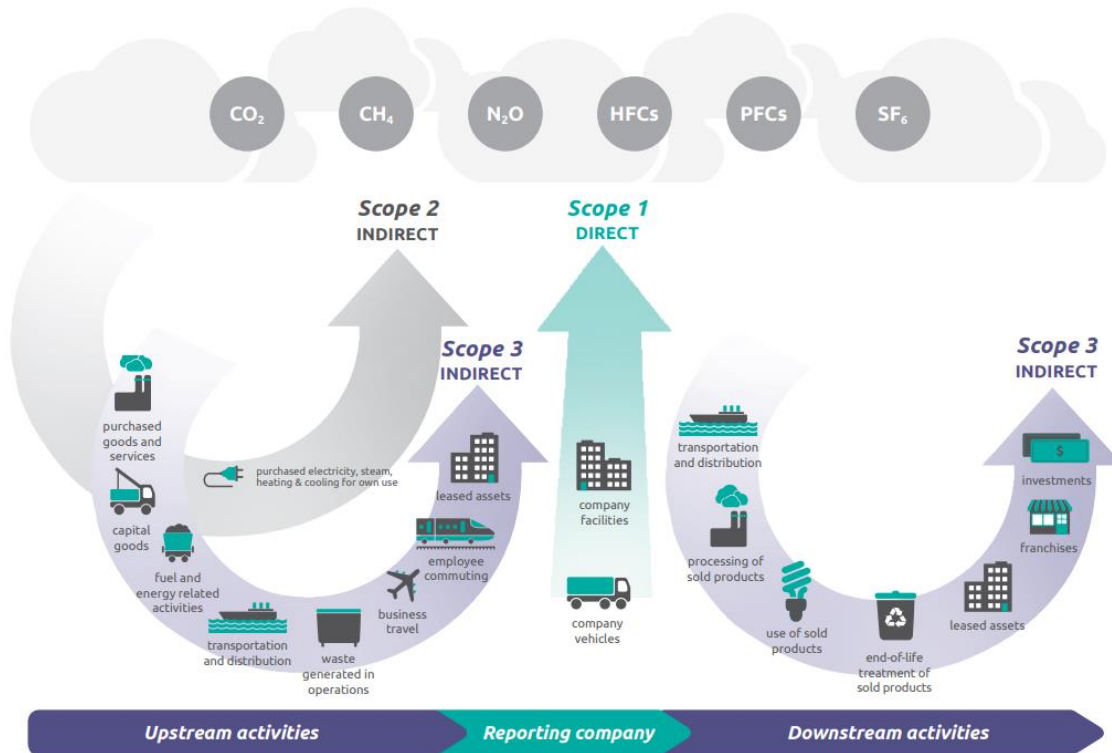 CO₂
CH₄
N₂O
HFCs
PFCs
SF₆
Scope 2
INDIRECT
Scope 1
DIRECT
Scope 3
INDIRECT
Scope 3
INDIRECT
purchased
goods and
services
capital
goods
fuel and
energy related
activities
purchased electricity, steam,
heating & cooling for own use
transportation
and distribution
waste
generated in
operations
business
travel
employee
commuting
leased assets
company
facilities
company
vehicles
transportation
and distribution
processing of
sold products
use of sold
products
end-of-life
treatment of
sold products
leased assets
franchises
$
investments
Upstream activities
Reporting company
Downstream activities